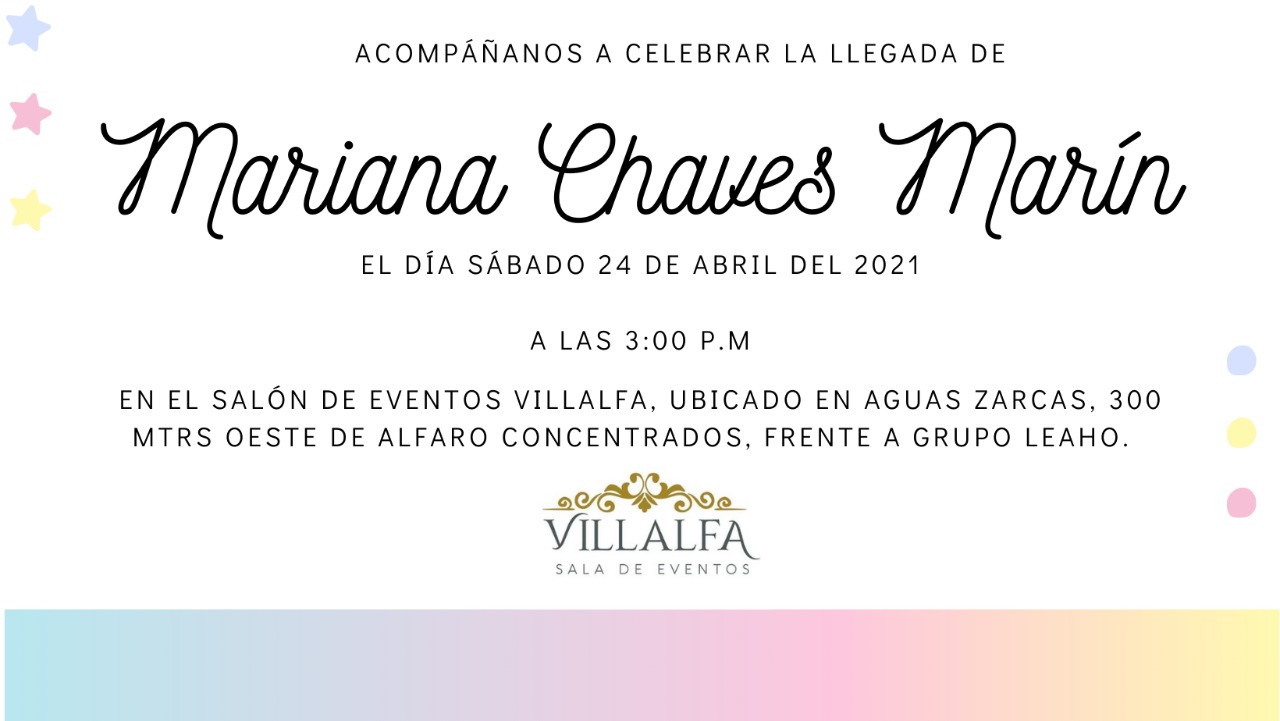 ACOMPÁÑANOS A CELEBRAR LA LLEGADA DE
Mariana Chaves Marín
EL DÍA SÁBADO 24 DE ABRIL DEL 2021
A LAS 3:00 P.M
EN EL SALÓN DE EVENTOS VILLALFA, UBICADO EN AGUAS ZARCAS, 300
MTRS OESTE DE ALFARO CONCENTRADOS, FRENTE A GRUPO LEAHO.
VILLALFA
SALA DE EVENTOS